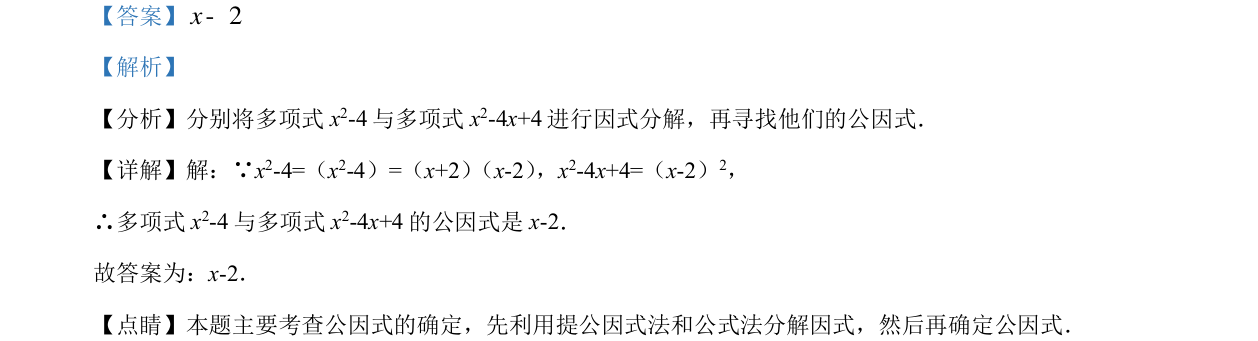 【答案】x- 2
【解析】
【分析】分别将多项式 x²-4 与多项式 x²-4x+4 进行因式分解，再寻找他们的公因式．
【详解】解：∵x²-4=（x²-4）=（x+2）（x-2），x²-4x+4=（x-2）²，
∴多项式 x²-4 与多项式 x²-4x+4 的公因式是 x-2．
故答案为：x-2．
【点睛】本题主要考查公因式的确定，先利用提公因式法和公式法分解因式，然后再确定公因式．